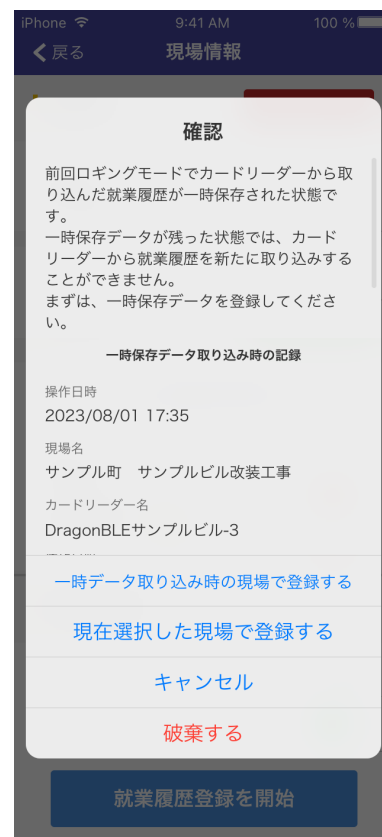 iPhone 9:41 AM 100 %
戻る 現場情報
確認
前回ロギングモードでカードリーダーから取
り込んだ就業履歴が一時保存された状態で
す。
一時保存データが残った状態では、カード
リーダーから就業履歴を新たに取り込みする
ことができません。
まずは、一時保存データを登録してくださ
い。
一時保存データ取り込み時の記録
操作日時
2023/08/01 17:35
現場名
サンプル町　サンプルビル改装工事
カードリーダー名
DragonBLEサンプルビル-3
一時データ取り込み時の現場で登録する
現在選択した現場で登録する
キャンセル
破棄する
就業履歴登録を開始